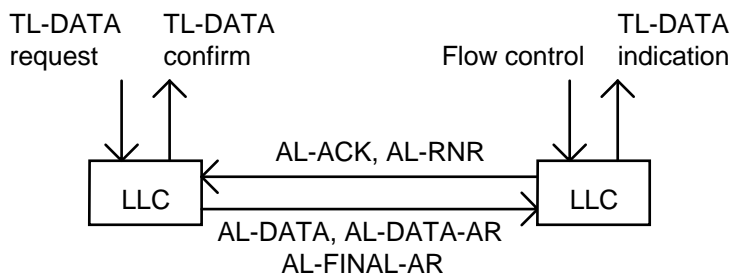 TL-DATA
request
TL-DATA
confirm
Flow control
TL-DATA
indication
AL-ACK, AL-RNR
LLC
LLC
AL-DATA, AL-DATA-AR
AL-FINAL-AR